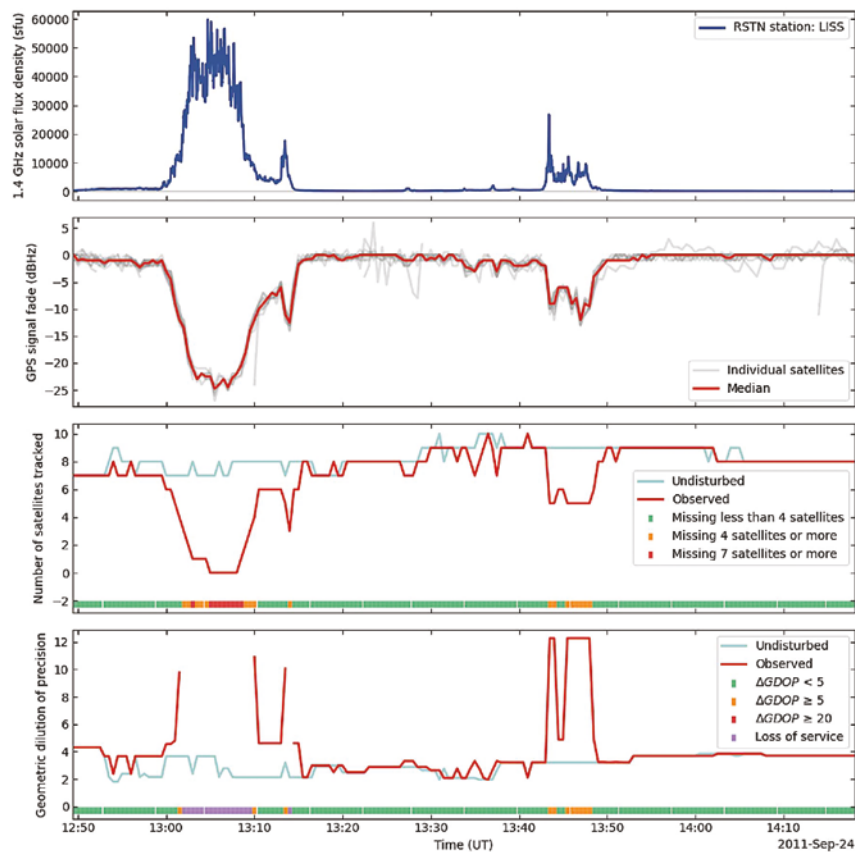 1.4 GHz solar flux density (sfu)
60000
50000
40000
30000
20000
10000
0
RSTN station: LISS
GPS signal fade (dBHz)
5
0
−5
−10
−15
−20
−25
Individual satellites
Median
Number of satellites tracked
10
8
6
4
2
0
−2
Undisturbed
Observed
Missing less than 4 satellites
Missing 4 satellites or more
Missing 7 satellites or more
Geometric dilution of precision
12
10
8
6
4
2
0
Undisturbed
Observed
ΔGDOP < 5
ΔGDOP ≥ 5
ΔGDOP ≥ 20
Loss of service
12:50 13:00 13:10 13:20 13:30 13:40 13:50 14:00 14:10
Time (UT)
2011-Sep-24